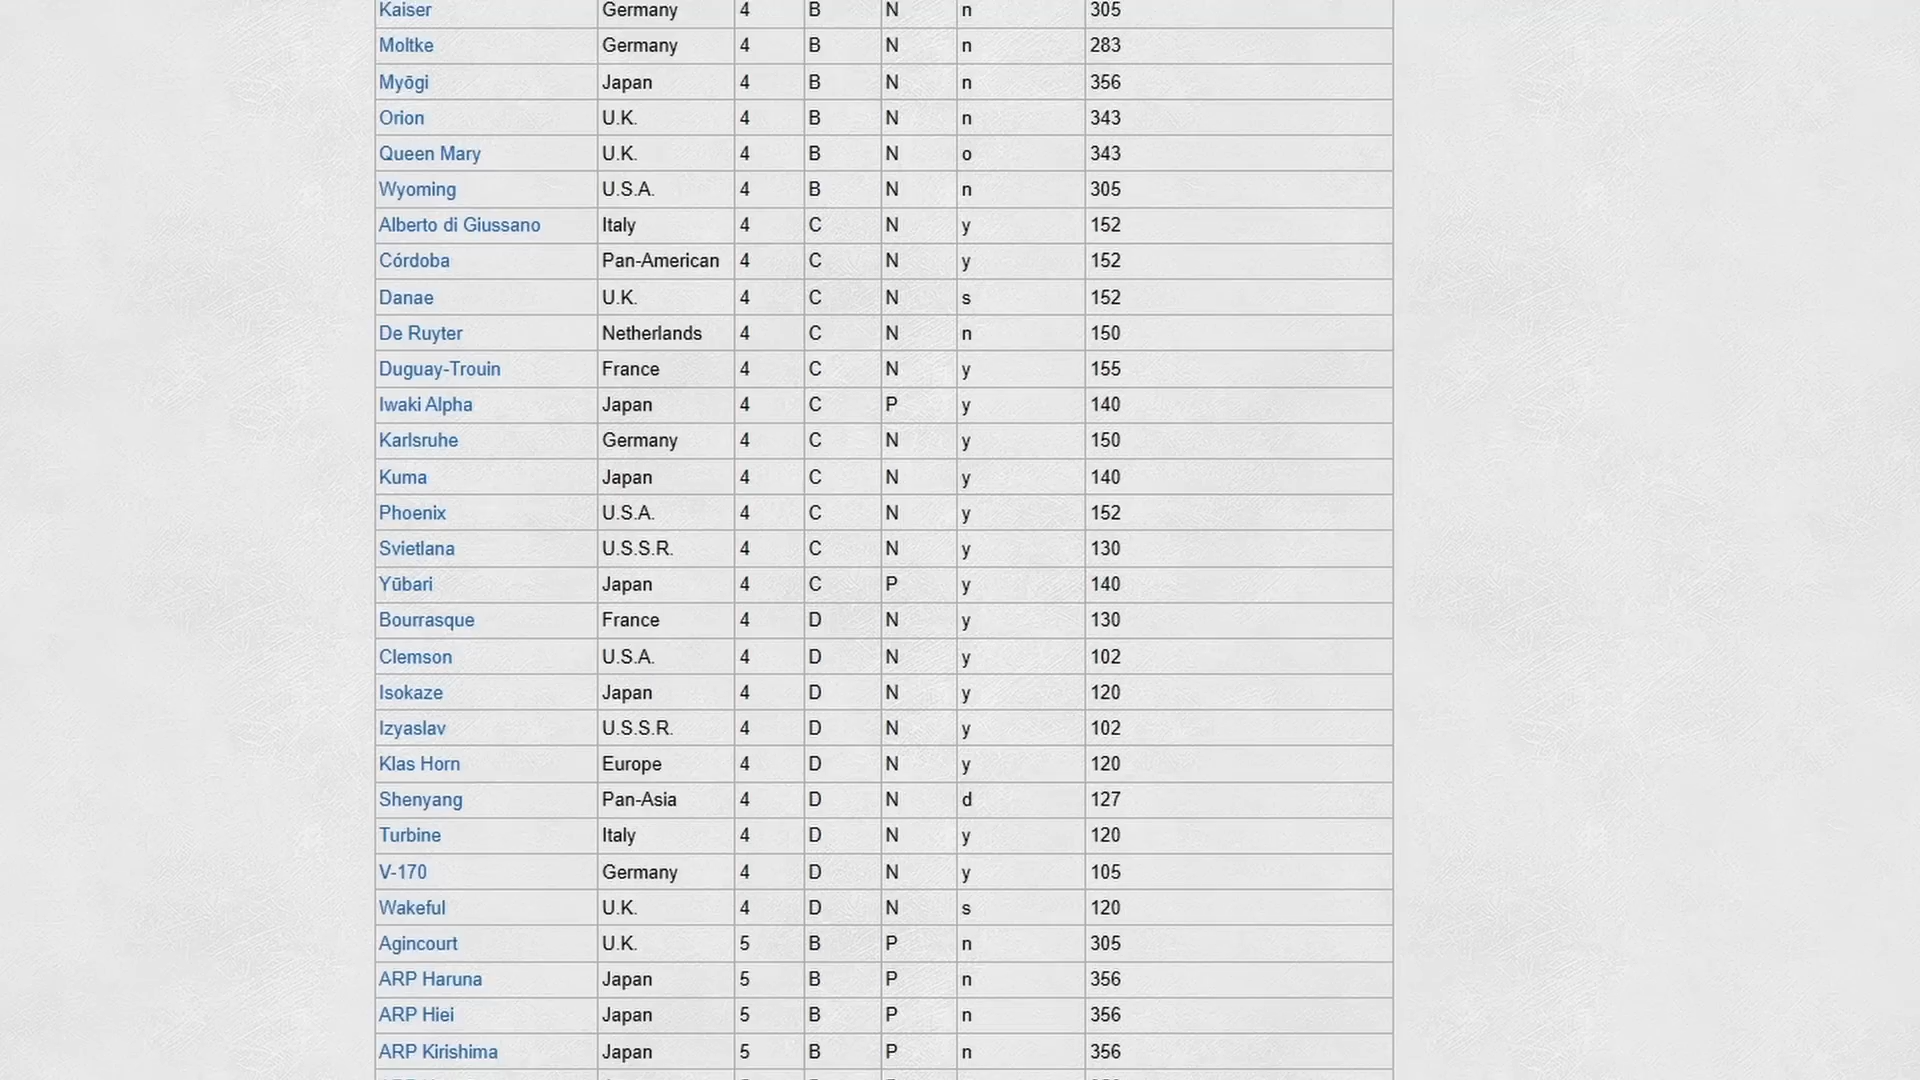 Kaiser Germany 4 B N n 305
Moltke Germany 4 B N n 283
Myōgi Japan 4 B N n 356
Orion U.K. 4 B N n 343
Queen Mary U.K. 4 B N o 343
Wyoming U.S.A. 4 B N n 305
Alberto di Giussano Italy 4 C N y 152
Córdoba Pan-American 4 C N y 152
Danae U.K. 4 C N s 152
De Ruyter Netherlands 4 C N n 150
Duguay-Trouin France 4 C N y 155
Iwaki Alpha Japan 4 C P y 140
Karlsruhe Germany 4 C N y 150
Kuma Japan 4 C N y 140
Phoenix U.S.A. 4 C N y 152
Svietlana U.S.S.R. 4 C N y 130
Yūbari Japan 4 C P y 140
Bourrasque France 4 D N y 130
Clemson U.S.A. 4 D N y 102
Isokaze Japan 4 D N y 120
Izyaslav U.S.S.R. 4 D N y 102
Klas Horn Europe 4 D N y 120
Shenyang Pan-Asia 4 D N d 127
Turbine Italy 4 D N y 120
V-170 Germany 4 D N y 105
Wakeful U.K. 4 D N s 120
Agincourt U.K. 5 B P n 305
ARP Haruna Japan 5 B P n 356
ARP Hiei Japan 5 B P n 356
ARP Kirishima Japan 5 B P n 356